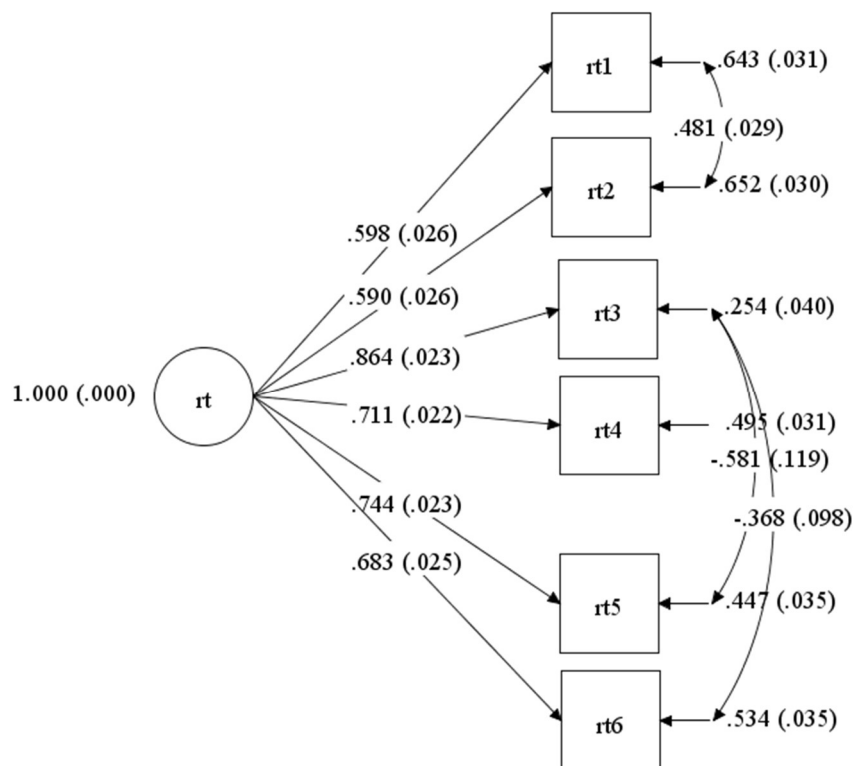 rt1
.643 (.031)
.481 (.029)
rt2
.652 (.030)
.598 (.026)
.590 (.026)
rt3
.254 (.040)
.864 (.023)
1.000 (.000)
rt
.711 (.022)
rt4
.495 (.031)
-.581 (.119)
.744 (.023)
-.368 (.098)
.683 (.025)
rt5
.447 (.035)
rt6
.534 (.035)